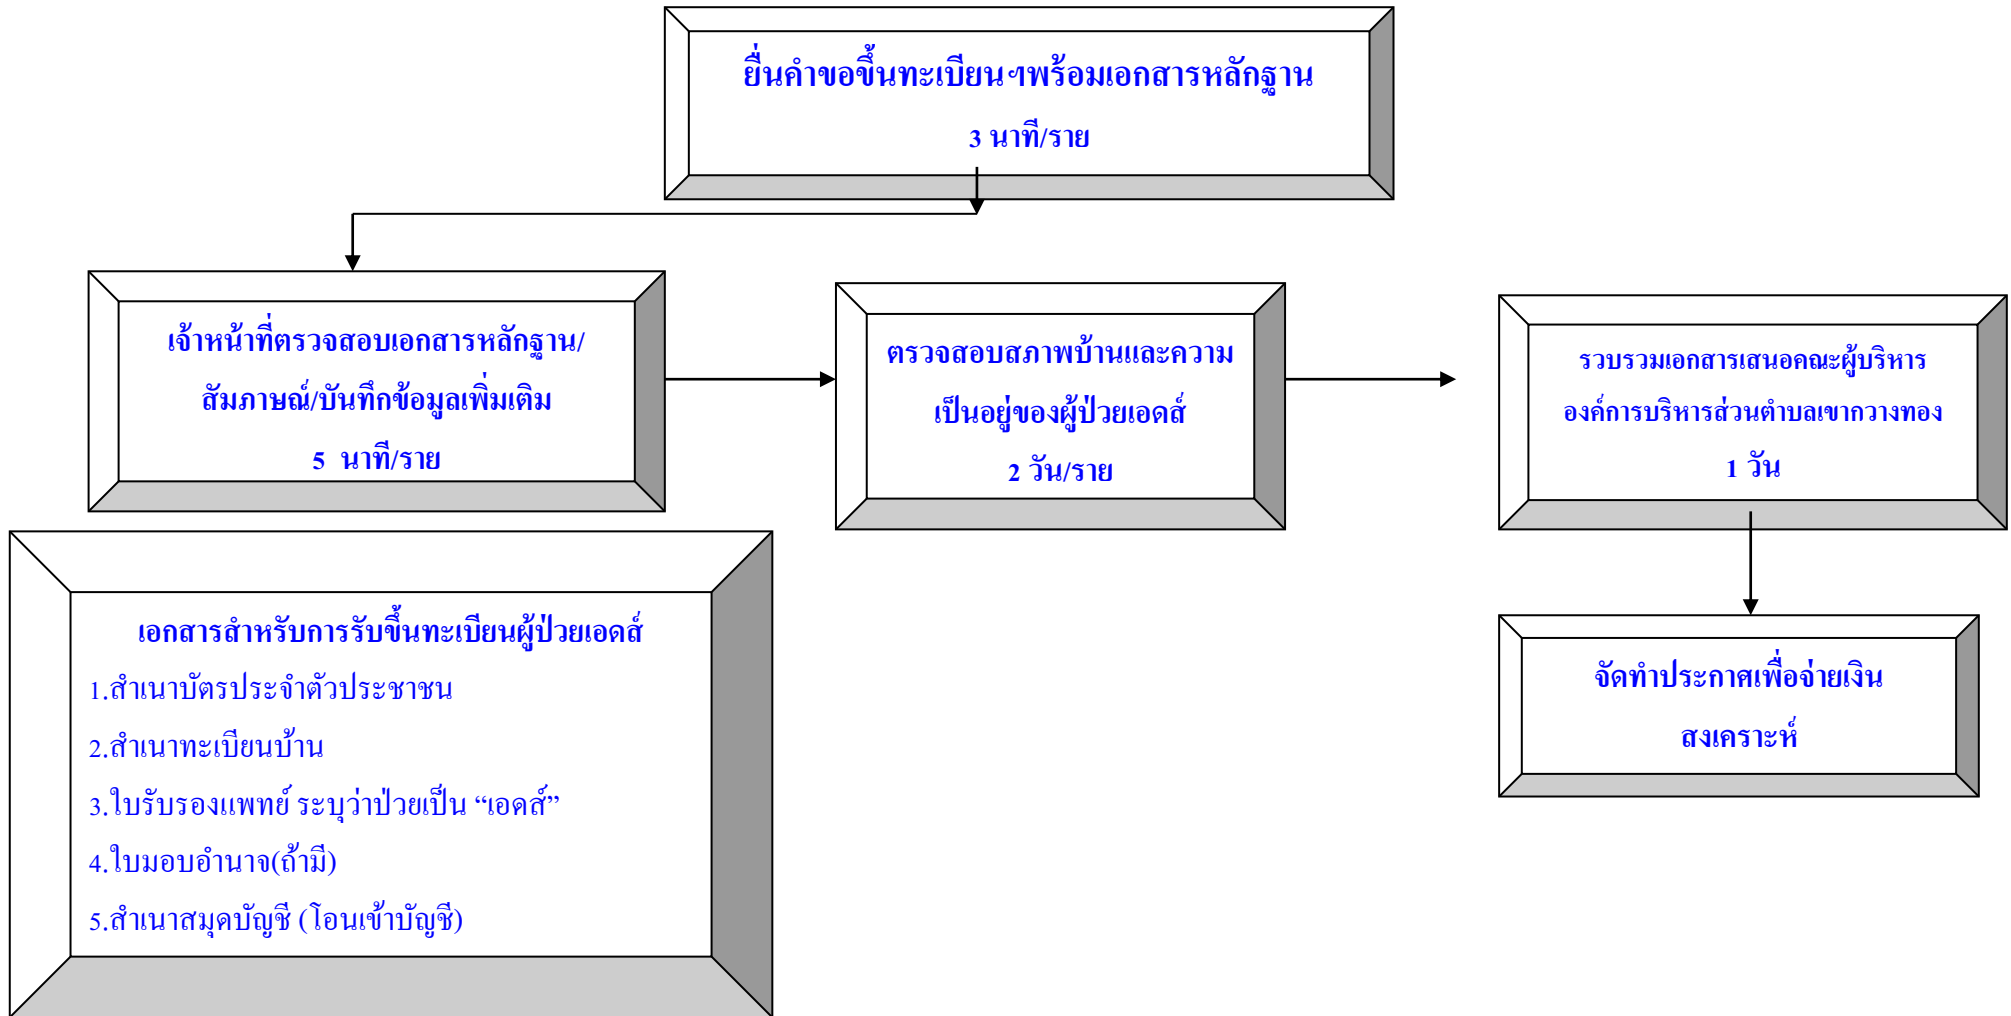 ยื่นคำขอขึ้นทะเบียนฯพร้อมเอกสารหลักฐาน
3 นาที/ราย
เจ้าหน้าที่ตรวจสอบเอกสารหลักฐาน/
สัมภาษณ์/บันทึกข้อมูลเพิ่มเติม
5 นาที/ราย
ตรวจสอบสภาพบ้านและความ
เป็นอยู่ของผู้ป่วยเอดส์
2 วัน/ราย
รวบรวมเอกสารเสนอคณะผู้บริหาร
องค์การบริหารส่วนตำบลเขากวางทอง
1 วัน
จัดทำประกาศเพื่อจ่ายเงิน
สงเคราะห์
เอกสารสำหรับการรับขึ้นทะเบียนผู้ป่วยเอดส์
1.สำเนาบัตรประจำตัวประชาชน
2.สำเนาทะเบียนบ้าน
3.ใบรับรองแพทย์ ระบุว่าป่วยเป็น “เอดส์”
4.ใบมอบอำนาจ(ถ้ามี)
5.สำเนาสมุดบัญชี (โอนเข้าบัญชี)